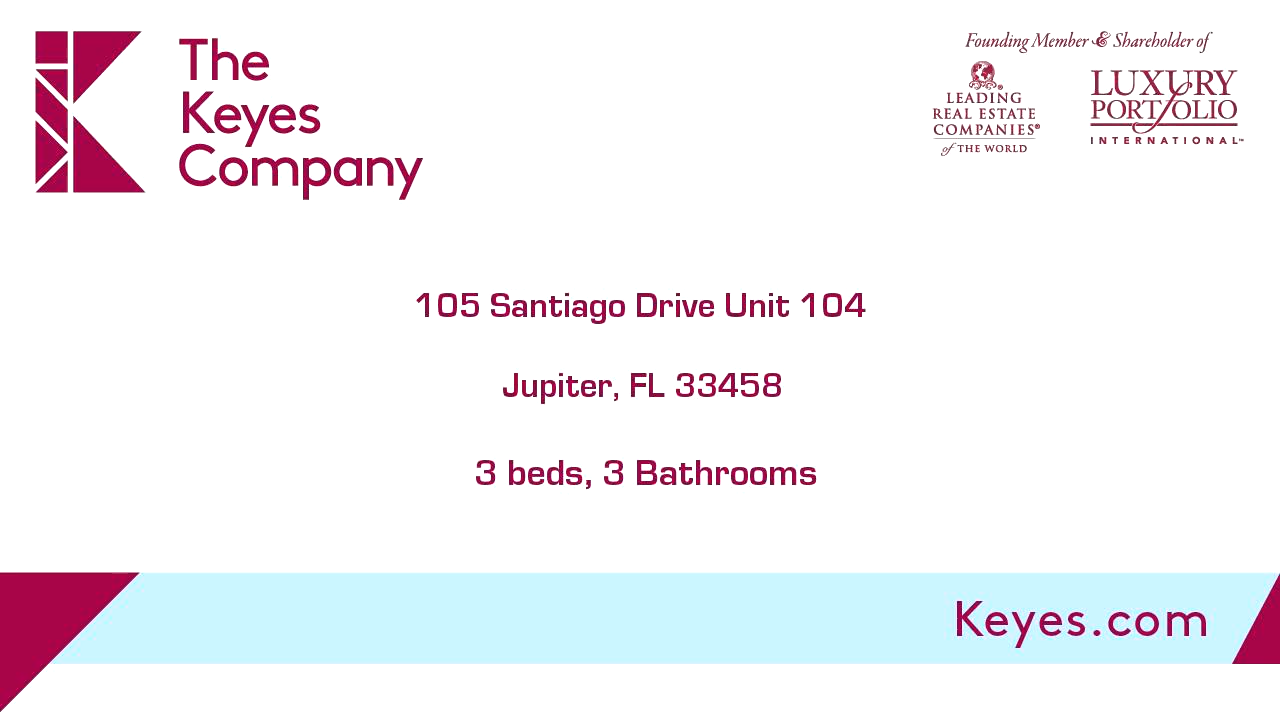 The
Keyes
Company
Founding Member & Shareholder of
LEADING
REAL ESTATE
COMPANIES®
of THE WORLD
LUXURY
PORTFOLIO
INTERNATIONAL™
105 Santiago Drive Unit 104
Jupiter, FL 33458
3 beds, 3 Bathrooms
Keyes.com